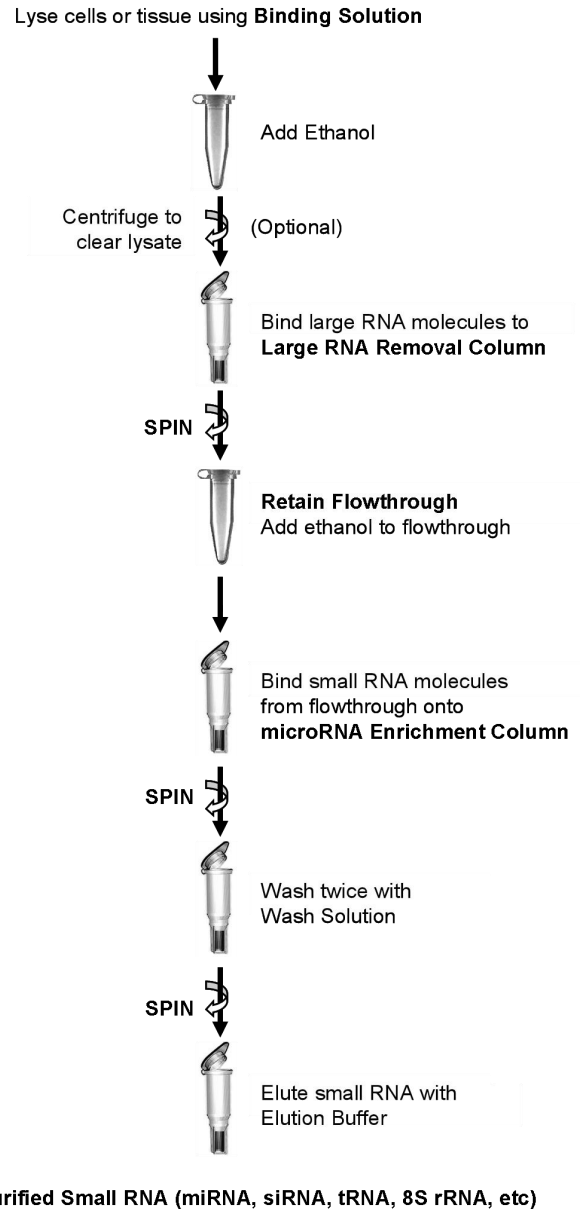 Lyse cells or tissue using Binding Solution
Add Ethanol
Centrifuge to
clear lysate
(Optional)
Bind large RNA molecules to
Large RNA Removal Column
SPIN
Retain Flowthrough
Add ethanol to flowthrough
Bind small RNA molecules
from flowthrough onto
microRNA Enrichment Column
SPIN
Wash twice with
Wash Solution
SPIN
Elute small RNA with
Elution Buffer
urified Small RNA (miRNA, siRNA, tRNA, 8S rRNA, etc)